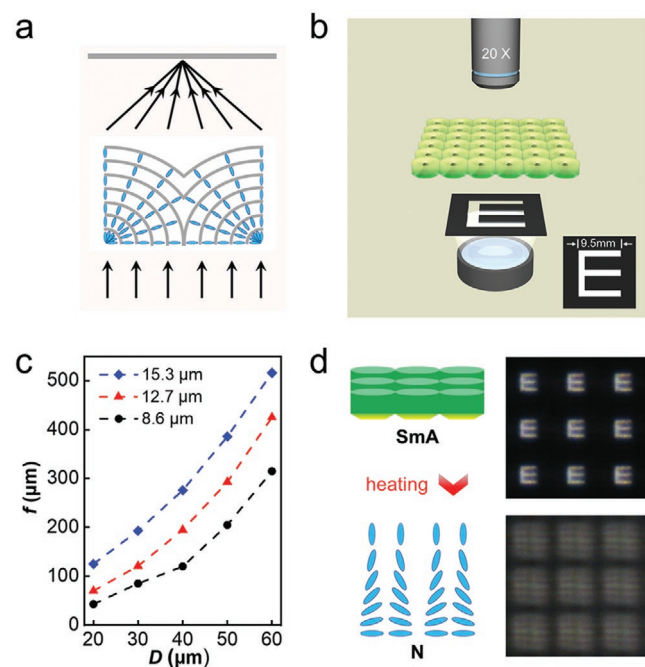 a
b
20 X
9.5mm
E
c
500
400
300
200
100
0
f (μm)
15.3 μm
12.7 μm
8.6 μm
20 30 40 50 60
D (μm)
d
SmA
heating
N
E E E
E E E
E E E